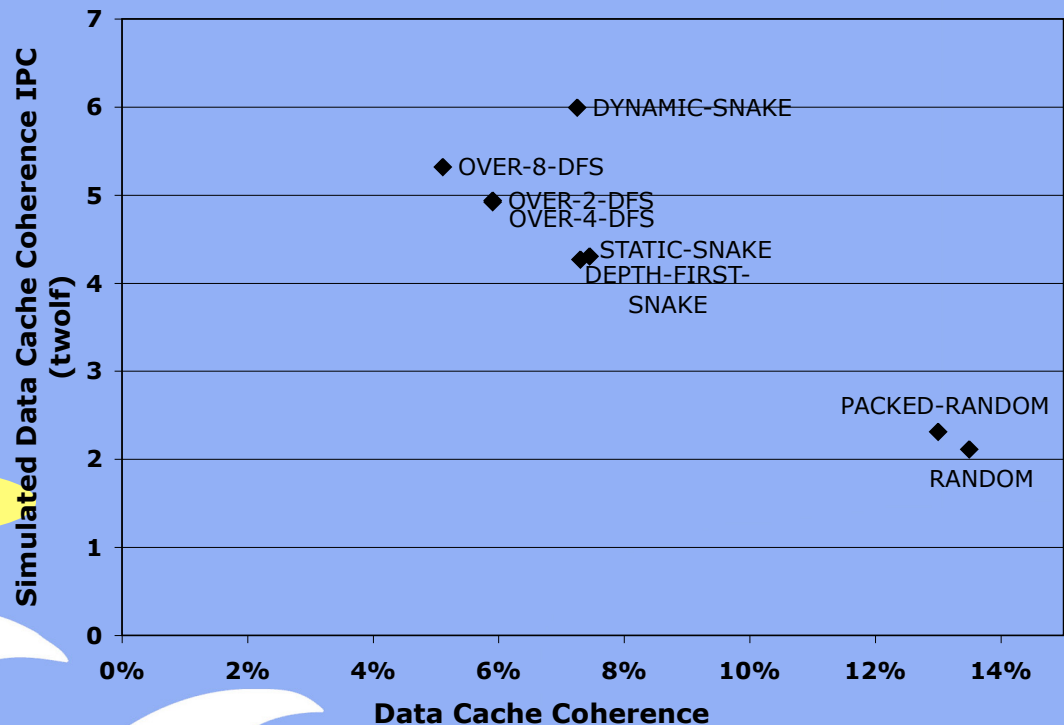 Simulated Data Cache Coherence IPC
(twolf)
7
6
5
4
3
2
1
0
DYNAMIC-SNAKE
OVER-8-DFS
OVER-2-DFS
OVER-4-DFS
STATIC-SNAKE
DEPTH-FIRST-
SNAKE
PACKED-RANDOM
RANDOM
0% 2% 4% 6% 8% 10% 12% 14%
Data Cache Coherence